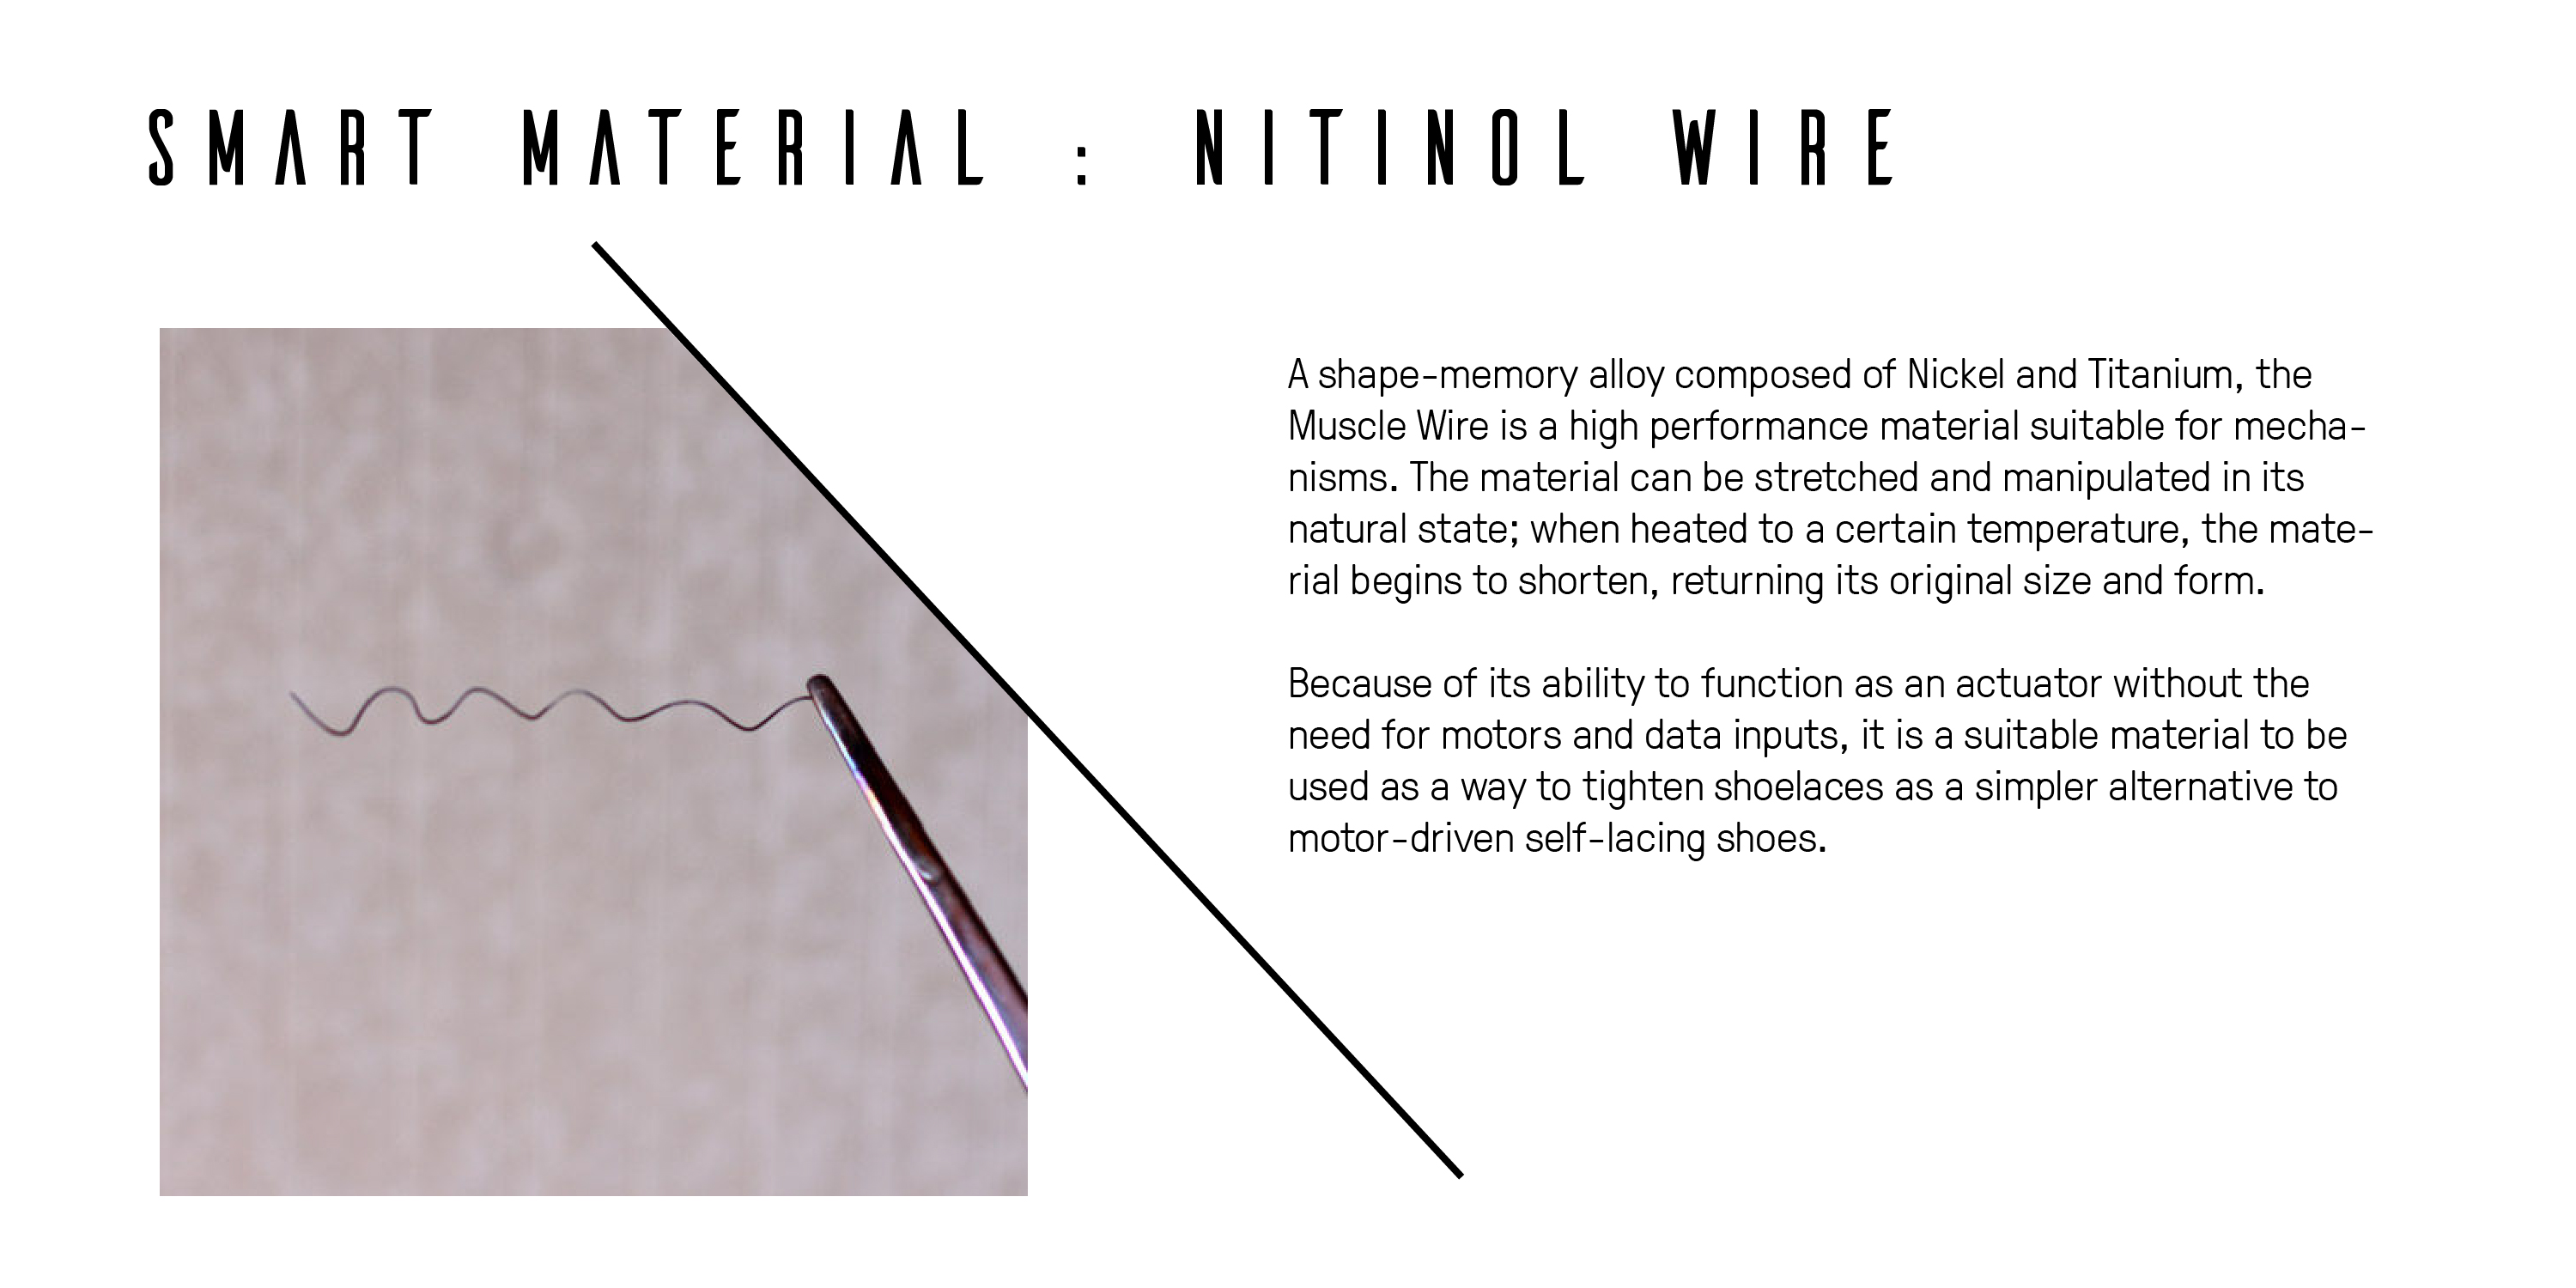 SMART MATERIAL : NITINOL WIRE
A shape-memory alloy composed of Nickel and Titanium, the
Muscle Wire is a high performance material suitable for mecha-
nisms. The material can be stretched and manipulated in its
natural state; when heated to a certain temperature, the mate-
rial begins to shorten, returning its original size and form.
Because of its ability to function as an actuator without the
need for motors and data inputs, it is a suitable material to be
used as a way to tighten shoelaces as a simpler alternative to
motor-driven self-lacing shoes.